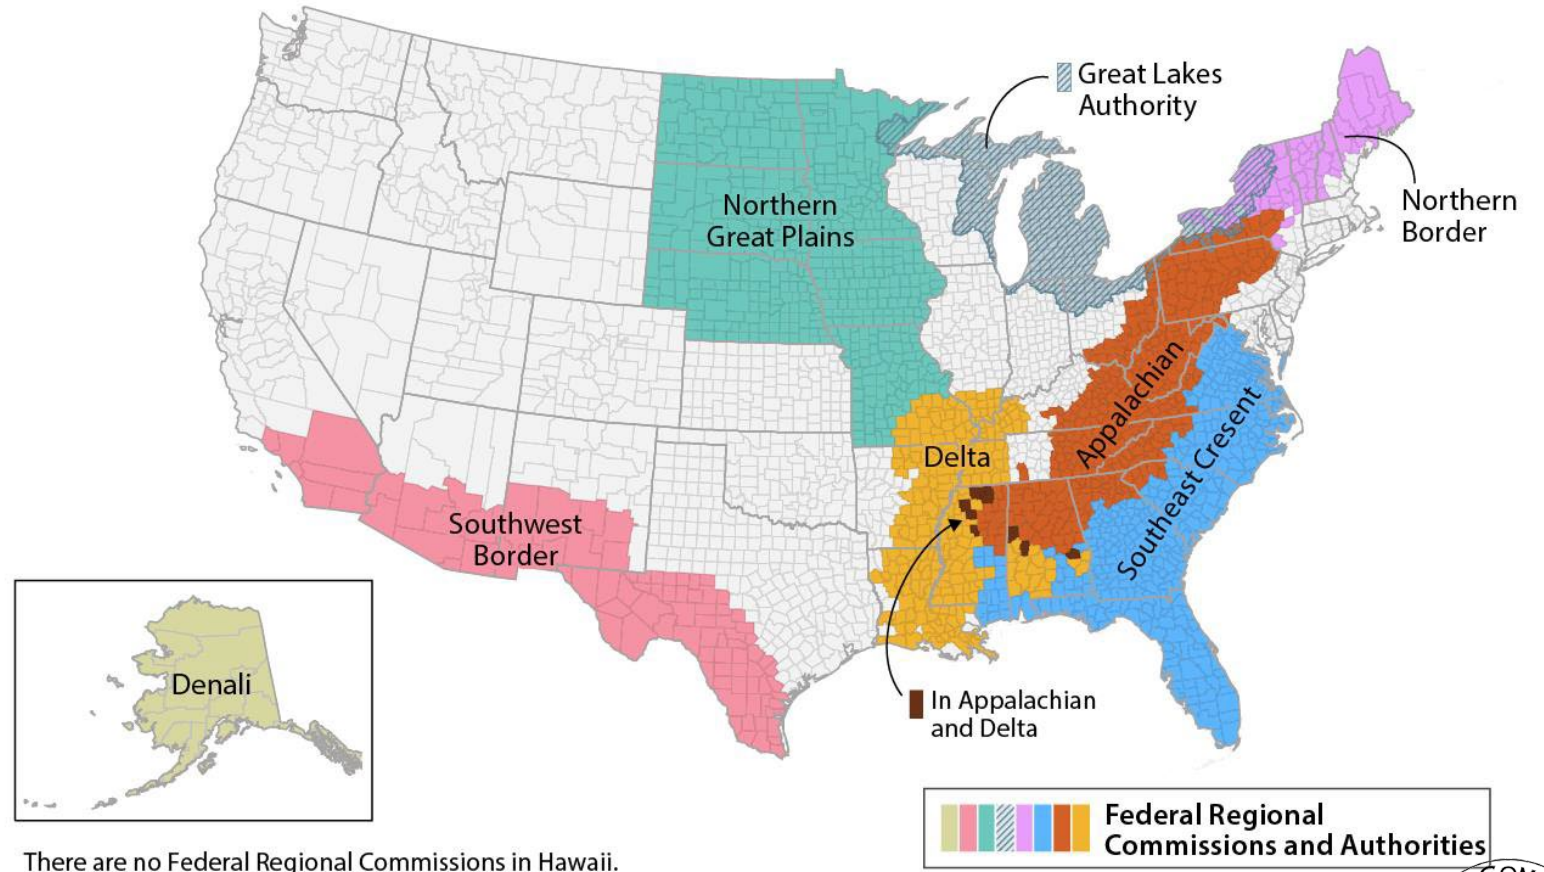 Great Lakes
Authority
Northern
Border
Northern
Great Plains
Appalachian
Delta
Southeast Cresent
Southwest
Border
Denali
In Appalachian
and Delta
Federal Regional
Commissions and Authorities
There are no Federal Regional Commissions in Hawaii.